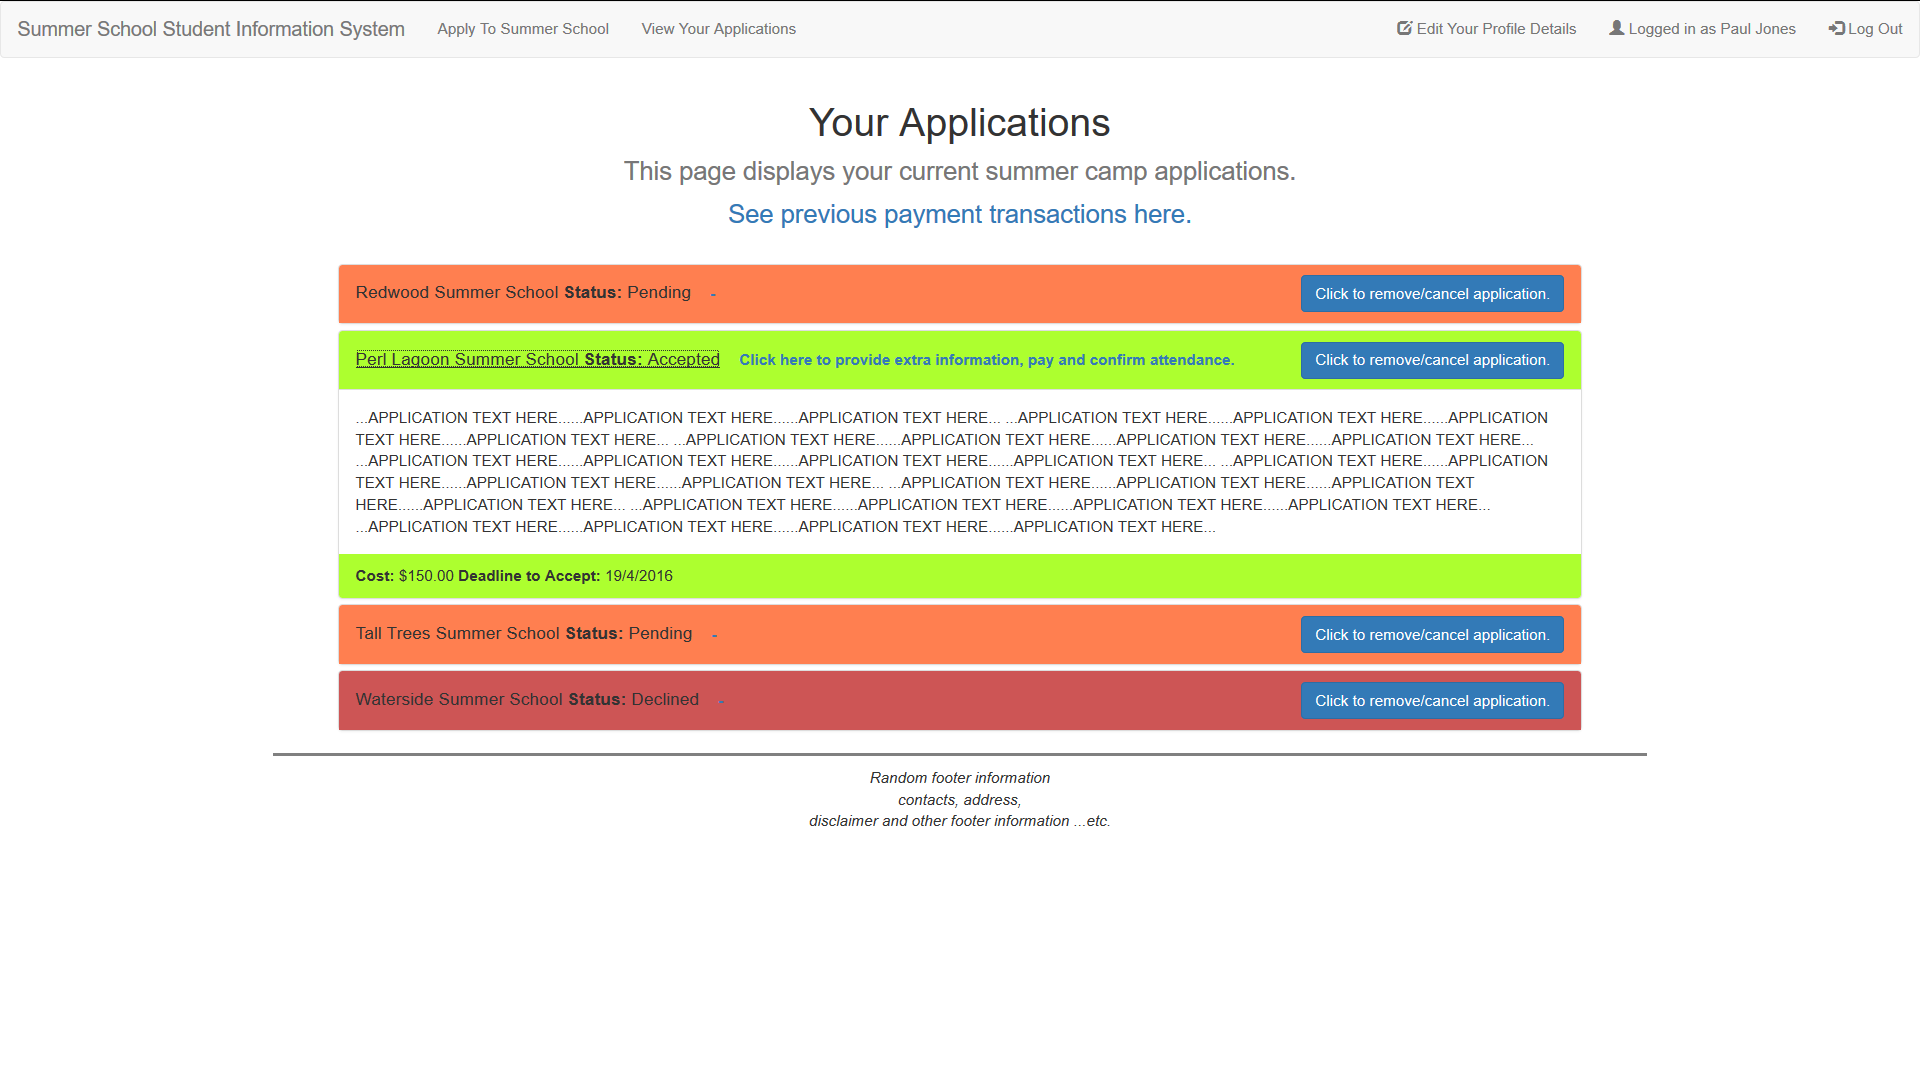 Summer School Student Information System Apply To Summer School View Your Applications Edit Your Profile Details Logged in as Paul Jones Log Out
Your Applications
This page displays your current summer camp applications.
See previous payment transactions here.
Redwood Summer School Status: Pending - Click to remove/cancel application.
Perl Lagoon Summer School Status: Accepted Click here to provide extra information, pay and confirm attendance. Click to remove/cancel application.
...APPLICATION TEXT HERE......APPLICATION TEXT HERE......APPLICATION TEXT HERE... ...APPLICATION TEXT HERE......APPLICATION TEXT HERE......APPLICATION
TEXT HERE......APPLICATION TEXT HERE... ...APPLICATION TEXT HERE......APPLICATION TEXT HERE......APPLICATION TEXT HERE......APPLICATION TEXT HERE...
...APPLICATION TEXT HERE......APPLICATION TEXT HERE......APPLICATION TEXT HERE......APPLICATION TEXT HERE... ...APPLICATION TEXT HERE......APPLICATION
TEXT HERE......APPLICATION TEXT HERE......APPLICATION TEXT HERE... ...APPLICATION TEXT HERE......APPLICATION TEXT HERE......APPLICATION TEXT
HERE......APPLICATION TEXT HERE... ...APPLICATION TEXT HERE......APPLICATION TEXT HERE......APPLICATION TEXT HERE......APPLICATION TEXT HERE...
...APPLICATION TEXT HERE......APPLICATION TEXT HERE......APPLICATION TEXT HERE......APPLICATION TEXT HERE...
Cost: $150.00 Deadline to Accept: 19/4/2016
Tall Trees Summer School Status: Pending - Click to remove/cancel application.
Waterside Summer School Status: Declined - Click to remove/cancel application.
Random footer information
contacts, address,
disclaimer and other footer information ...etc.